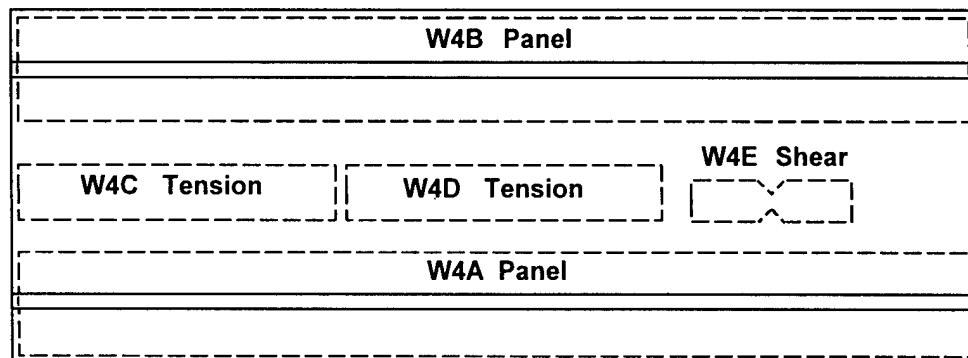 W4B Panel
W4E Shear
W4C Tension
W4D Tension
W4A Panel